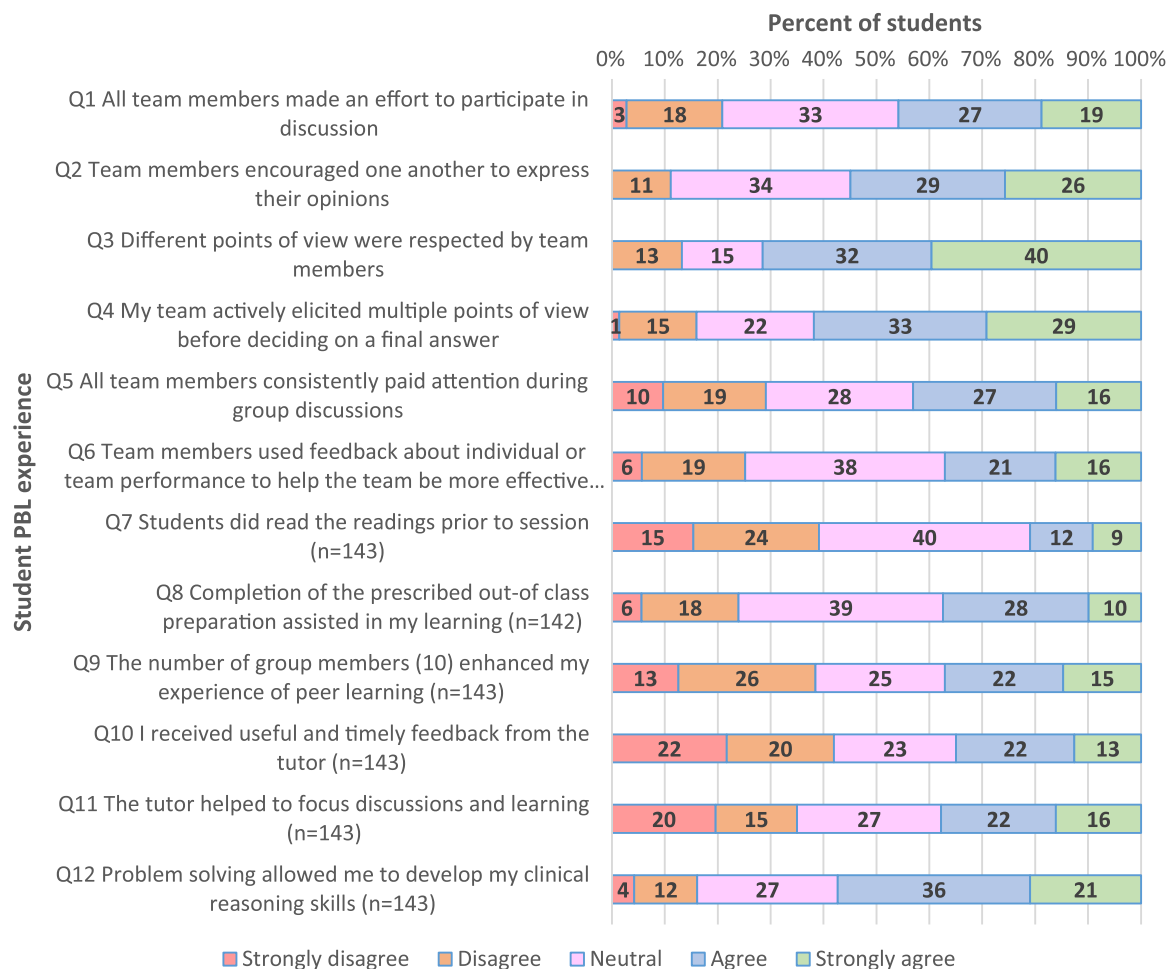 Percent of students
0% 10% 20% 30% 40% 50% 60% 70% 80% 90% 100%
Student PBL experience
Q1 All team members made an effort to participate in
discussion
3 18 33 27 19
Q2 Team members encouraged one another to express
their opinions
11 34 29 26
Q3 Different points of view were respected by team
members
13 15 32 40
Q4 My team actively elicited multiple points of view
before deciding on a final answer
1 15 22 33 29
Q5 All team members consistently paid attention during
group discussions
10 19 28 27 16
Q6 Team members used feedback about individual or
team performance to help the team be more effective...
6 19 38 21 16
Q7 Students did read the readings prior to session
(n=143)
15 24 40 12 9
Q8 Completion of the prescribed out-of class
preparation assisted in my learning (n=142)
6 18 39 28 10
Q9 The number of group members (10) enhanced my
experience of peer learning (n=143)
13 26 25 22 15
Q10 I received useful and timely feedback from the
tutor (n=143)
22 20 23 22 13
Q11 The tutor helped to focus discussions and learning
(n=143)
20 15 27 22 16
Q12 Problem solving allowed me to develop my clinical
reasoning skills (n=143)
4 12 27 36 21
Strongly disagree Disagree Neutral Agree Strongly agree